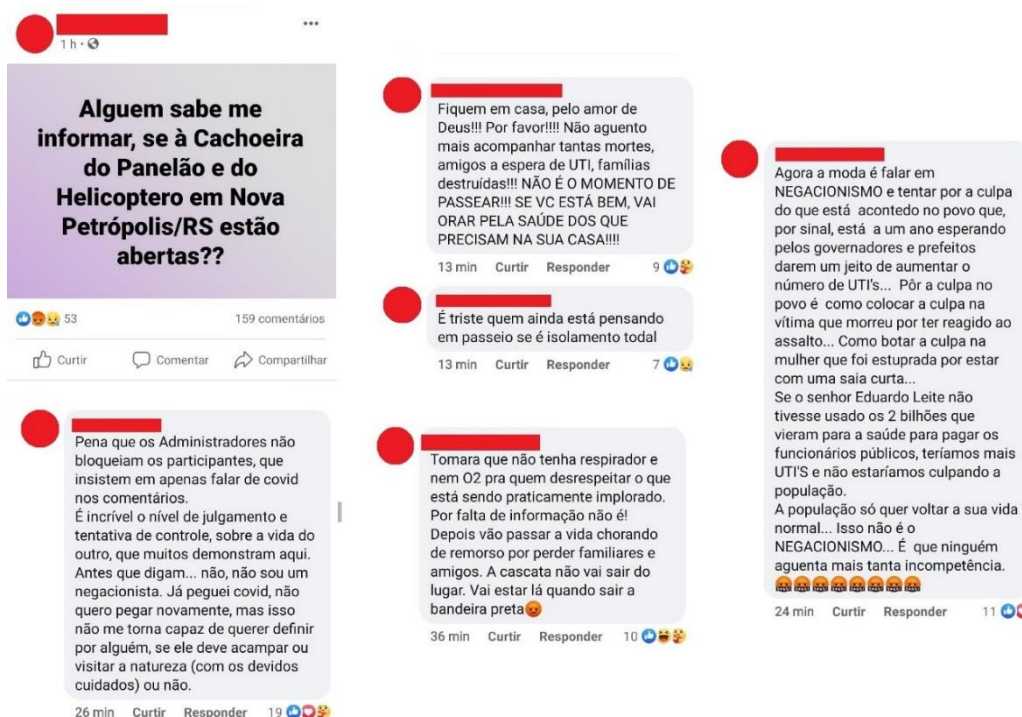 1 h
Alguem sabe me
informar, se à Cachoeira
do Panelão e do
Helicoptero em Nova
Petrópolis/RS estão
abertas??
53 159 comentários
Curtir Comentar Compartilhar
Pena que os Administradores não
bloqueiam os participantes, que
insistem em apenas falar de covid
nos comentários.
É incrível o nível de julgamento e
tentativa de controle, sobre a vida do
outro, que muitos demonstram aqui.
Antes que digam... não, não sou um
negacionista. Já peguei covid, não
quero pegar novamente, mas isso
não me torna capaz de querer definir
por alguém, se ele deve acampar ou
visitar a natureza (com os devidos
cuidados) ou não.
26 min Curtir Responder 19
Fiquem em casa, pelo amor de
Deus!!! Por favor!!!! Não aguento
mais acompanhar tantas mortes,
amigos a espera de UTI, famílias
destruídas!!! NÃO É O MOMENTO DE
PASSEAR!!! SE VC ESTÁ BEM, VAI
ORAR PELA SAÚDE DOS QUE
PRECISAM NA SUA CASA!!!!
13 min Curtir Responder 9
É triste quem ainda está pensando
em passeio se é isolamento todal
13 min Curtir Responder 7
Tomara que não tenha respirador e
nem O2 pra quem desrespeitar o que
está sendo praticamente implorado.
Por falta de informação não é!
Depois vão passar a vida chorando
de remorso por perder familiares e
amigos. A cascata não vai sair do
lugar. Vai estar lá quando sair a
bandeira preta😡
36 min Curtir Responder 10
Agora a moda é falar em
NEGACIONISMO e tentar por a culpa
do que está acontedo no povo que,
por sinal, está a um ano esperando
pelos governadores e prefeitos
darem um jeito de aumentar o
número de UTI's... Pôr a culpa no
povo é como colocar a culpa na
vítima que morreu por ter reagido ao
assalto... Como botar a culpa na
mulher que foi estuprada por estar
com uma saia curta...
Se o senhor Eduardo Leite não
tivesse usado os 2 bilhões que
vieram para a saúde para pagar os
funcionários públicos, teríamos mais
UTI'S e não estaríamos culpando a
população.
A população só quer voltar a sua vida
normal... Isso não é o
NEGACIONISMO... É que ninguém
aguenta mais tanta incompetência.
🤬🤬🤬🤬🤬🤬🤬🤬
24 min Curtir Responder 11